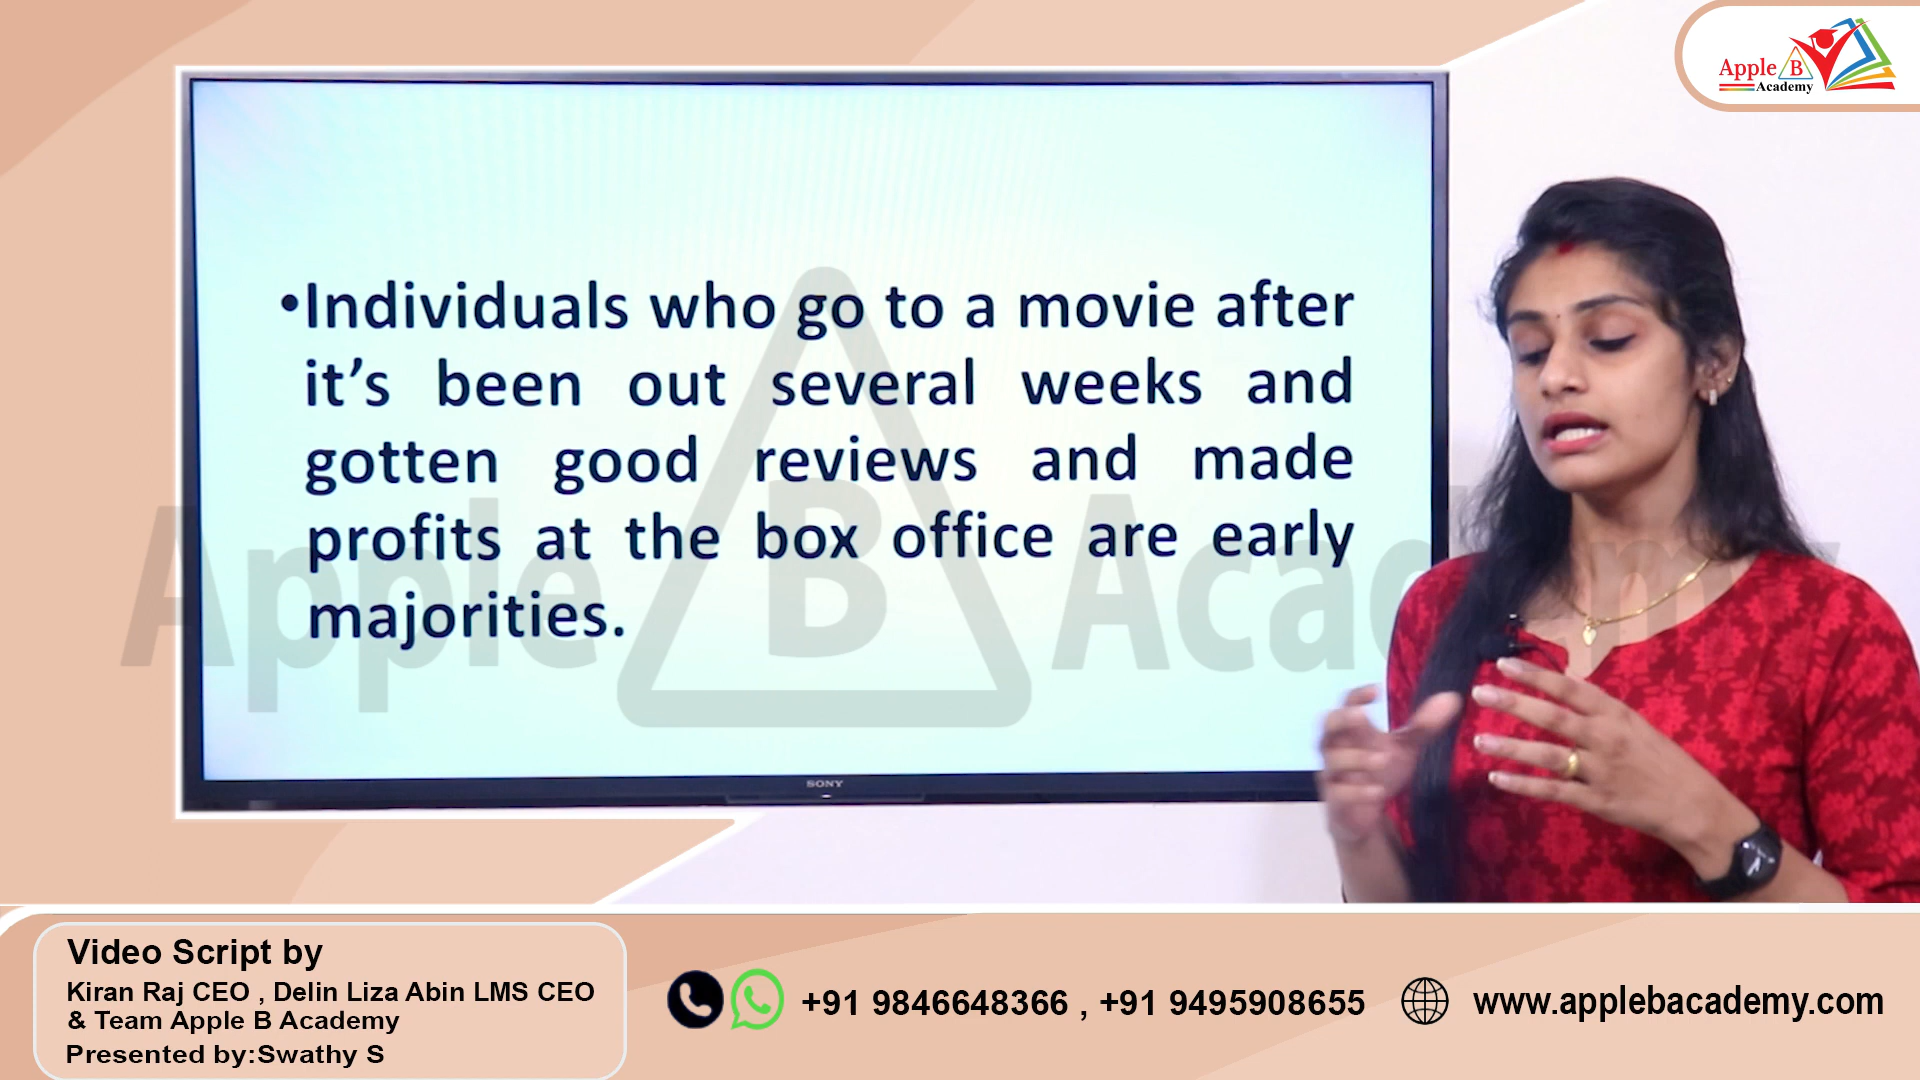 Apple B
Academy
•Individuals who go to a movie after
it’s been out several weeks and
gotten good reviews and made
profits at the box office are early
majorities.
Apple B Academy
SONY
Video Script by
Kiran Raj CEO , Delin Liza Abin LMS CEO
& Team Apple B Academy
Presented by:Swathy S
+91 9846648366 , +91 9495908655
www.applebacademy.com